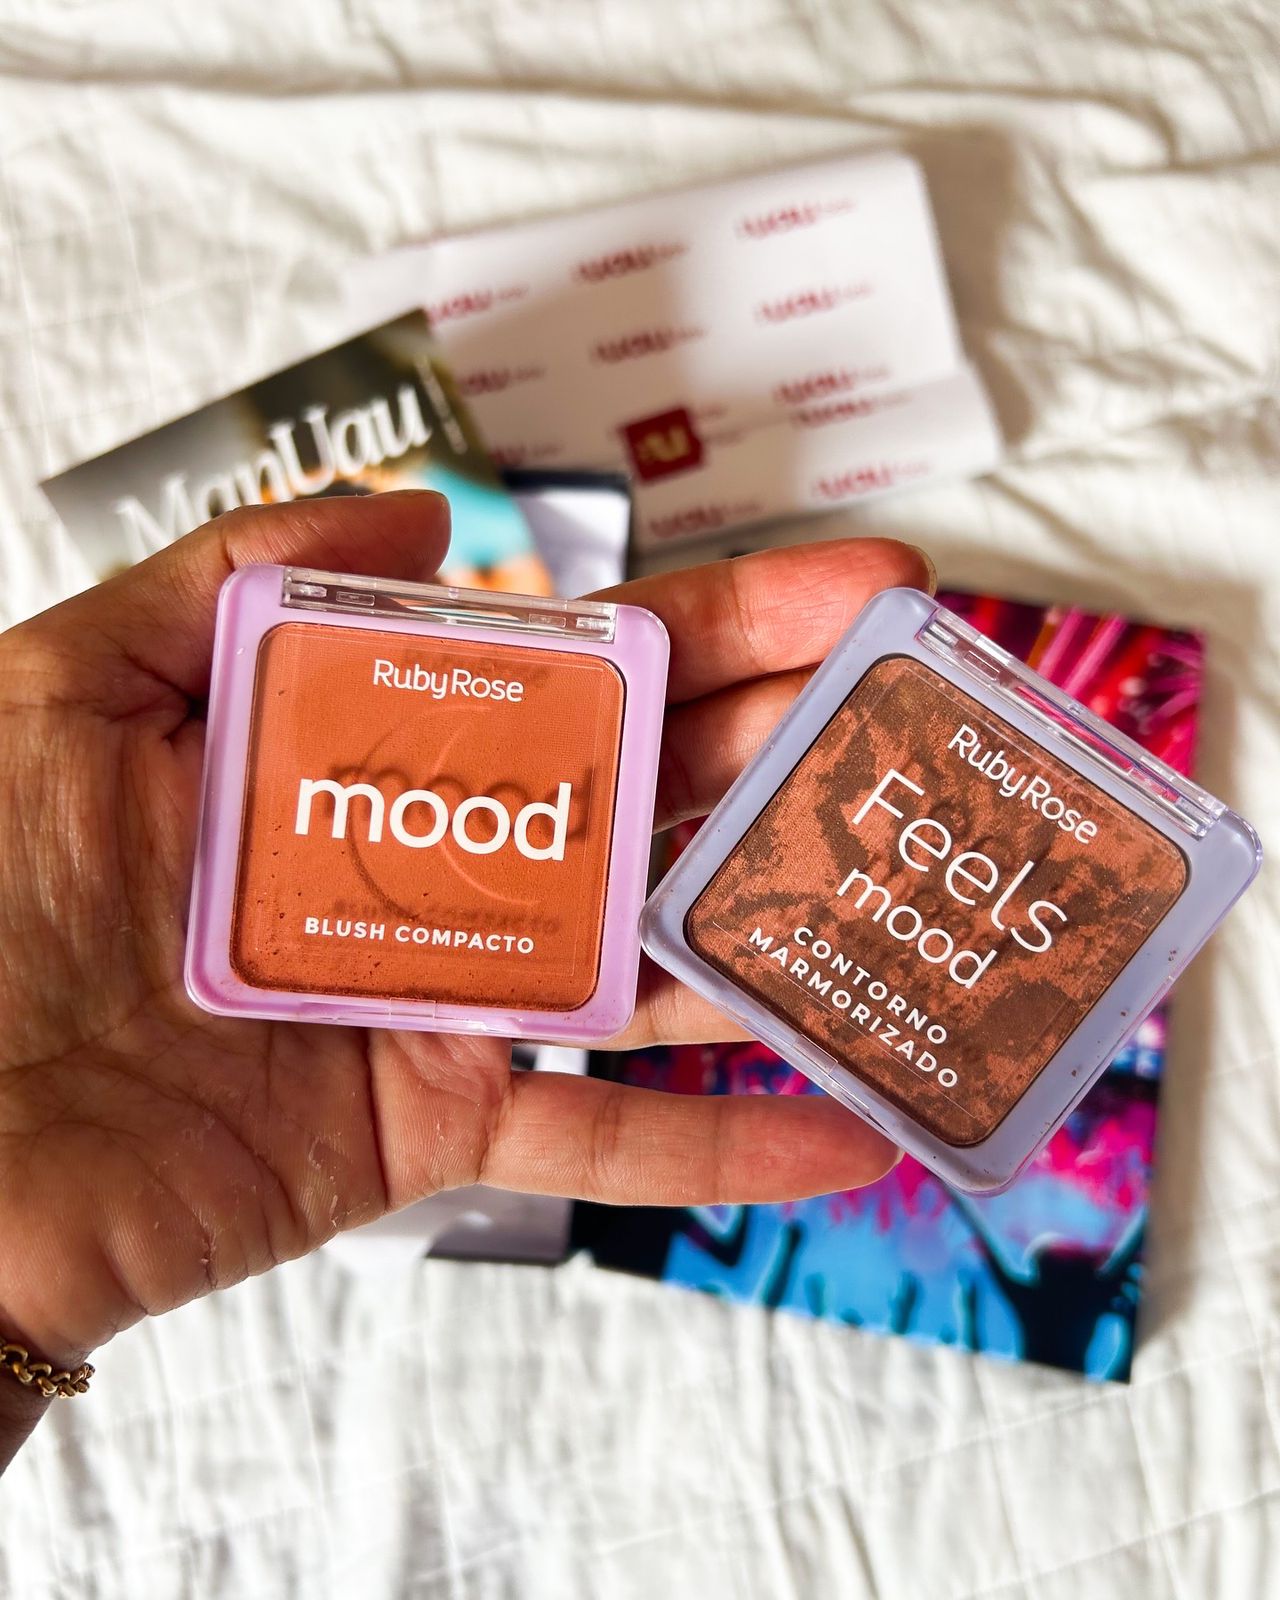 ManUau
RubyRose
mood
BLUSH COMPACTO
RubyRose
Feels
mood
CONTORNO
MARMORIZADO